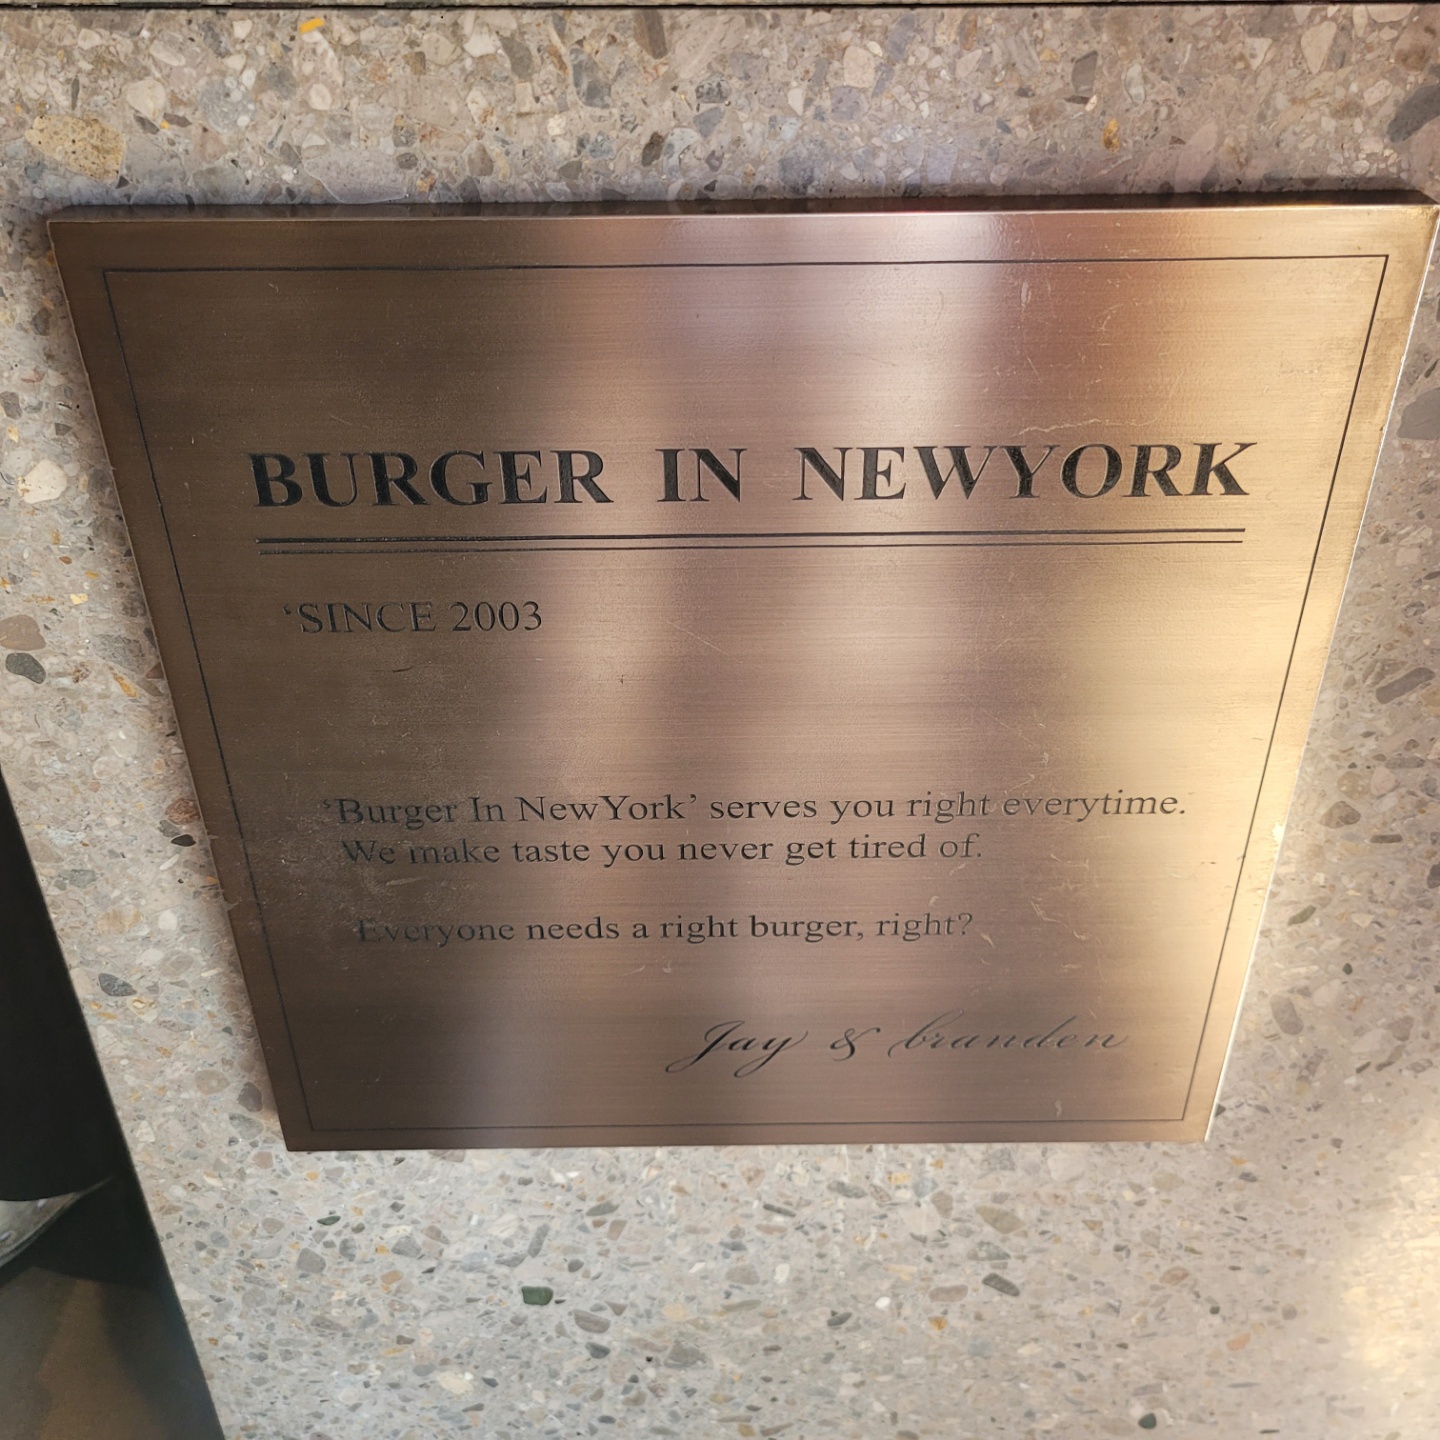 BURGER IN NEWYORK
‘SINCE 2003
‘Burger In NewYork’ serves you right everytime.
We make taste you never get tired of.
Everyone needs a right burger, right?
Jay & branden